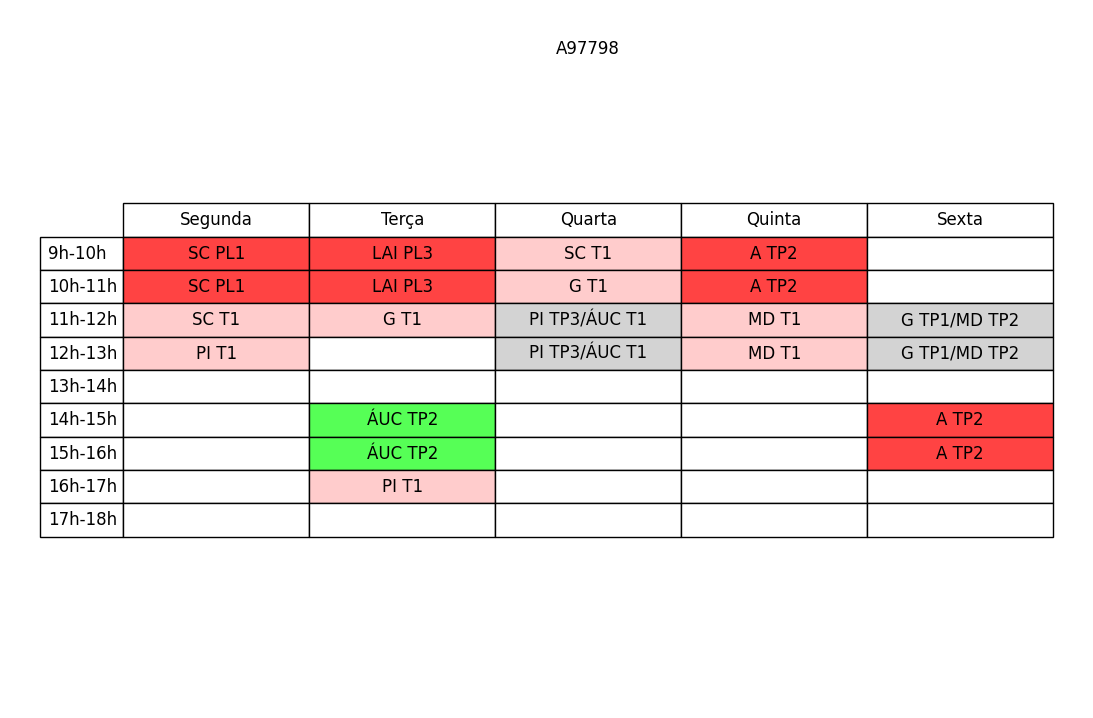 A97798
Segunda Terça Quarta Quinta Sexta
9h-10h SC PL1 LAI PL3 SC T1 A TP2
10h-11h SC PL1 LAI PL3 G T1 A TP2
11h-12h SC T1 G T1 PI TP3/ÁUC T1 MD T1 G TP1/MD TP2
12h-13h PI T1 PI TP3/ÁUC T1 MD T1 G TP1/MD TP2
13h-14h
14h-15h ÁUC TP2 A TP2
15h-16h ÁUC TP2 A TP2
16h-17h PI T1
17h-18h